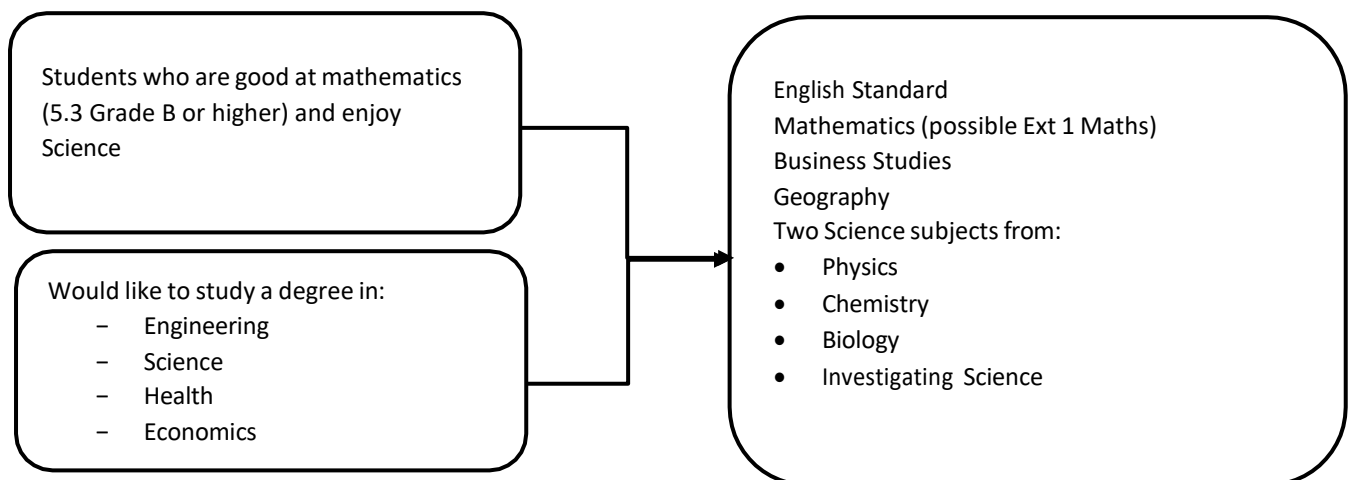 Students who are good at mathematics
(5.3 Grade B or higher) and enjoy
Science
Would like to study a degree in:
– Engineering
– Science
– Health
– Economics
English Standard
Mathematics (possible Ext 1 Maths)
Business Studies
Geography
Two Science subjects from:
• Physics
• Chemistry
• Biology
• Investigating Science